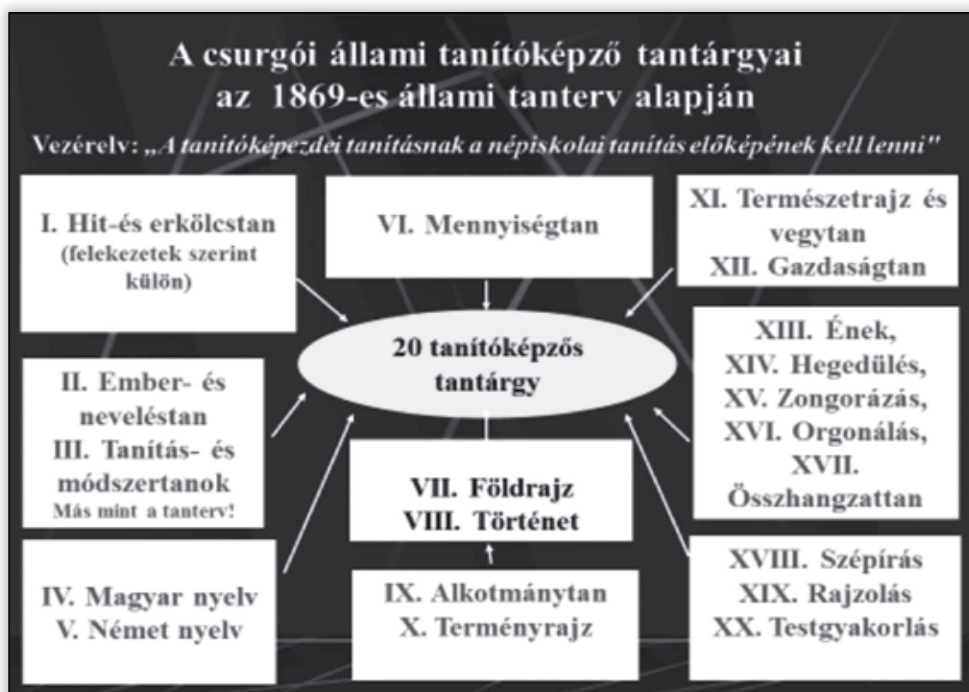 A csurgói állami tanítóképző tantárgyai
az 1869-es állami tanterv alapján
Vezérelv: „A tanítóképezdei tanításnak a népiskolai tanítás előképének kell lenni"
I. Hit-és erkölcstan
(felekezetek szerint
külön)
VI. Mennyiségtan
XI. Természetrajz és
vegytan
XII. Gazdaságtan
20 tanítóképzős
tantárgy
II. Ember- és
neveléstan
III. Tanítás- és
módszertanok
Más mint a tanterv!
XIII. Ének,
XIV. Hegedülés,
XV. Zongorázás,
XVI. Orgonálás,
XVII.
Összhangzattan
VII. Földrajz
VIII. Történet
IV. Magyar nyelv
V. Német nyelv
IX. Alkotmánytan
X. Terményrajz
XVIII. Szépírás
XIX. Rajzolás
XX. Testgyakorlás